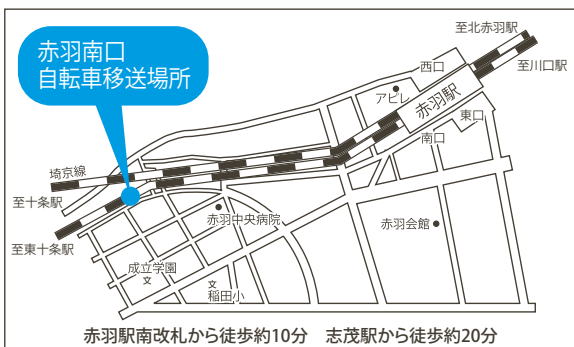 赤羽南口
自転車移送場所
至北赤羽駅
至川口駅
西口
アピレ
赤羽駅
東口
南口
埼京線
至十条駅
至東十条駅
赤羽中央病院
赤羽会館
成立学園
文
文
稲田小
赤羽駅南改札から徒歩約10分　志茂駅から徒歩約20分